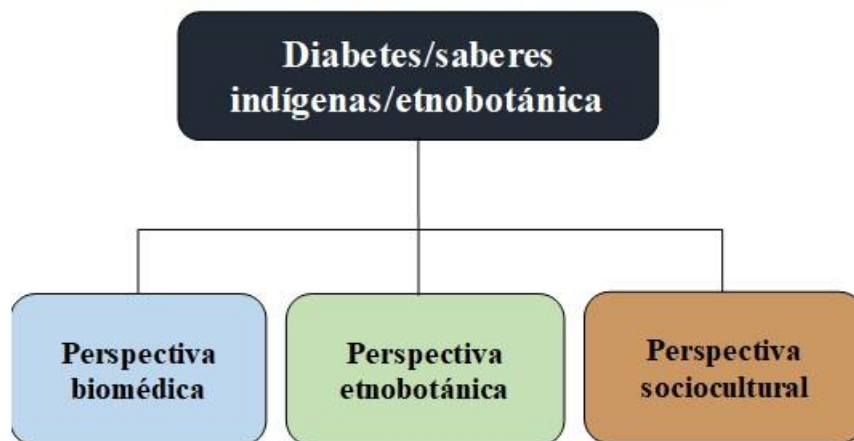 Diabetes/saberes
indígenas/etnobotánica
Perspectiva
biomédica
Perspectiva
etnobotánica
Perspectiva
sociocultural